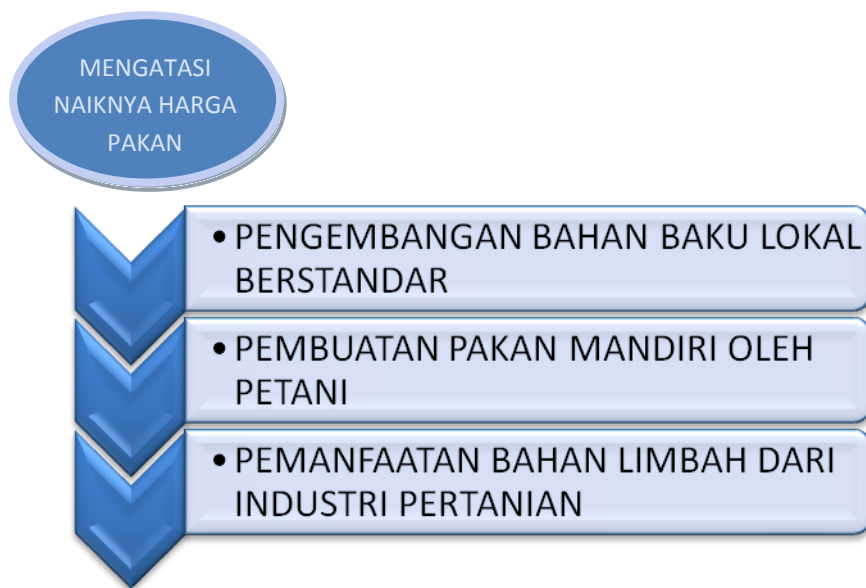 MENGATASI
NAIKNYA HARGA
PAKAN
• PENGEMBANGAN BAHAN BAKU LOKAL
BERSTANDAR
• PEMBUATAN PAKAN MANDIRI OLEH
PETANI
• PEMANFAATAN BAHAN LIMBAH DARI
INDUSTRI PERTANIAN